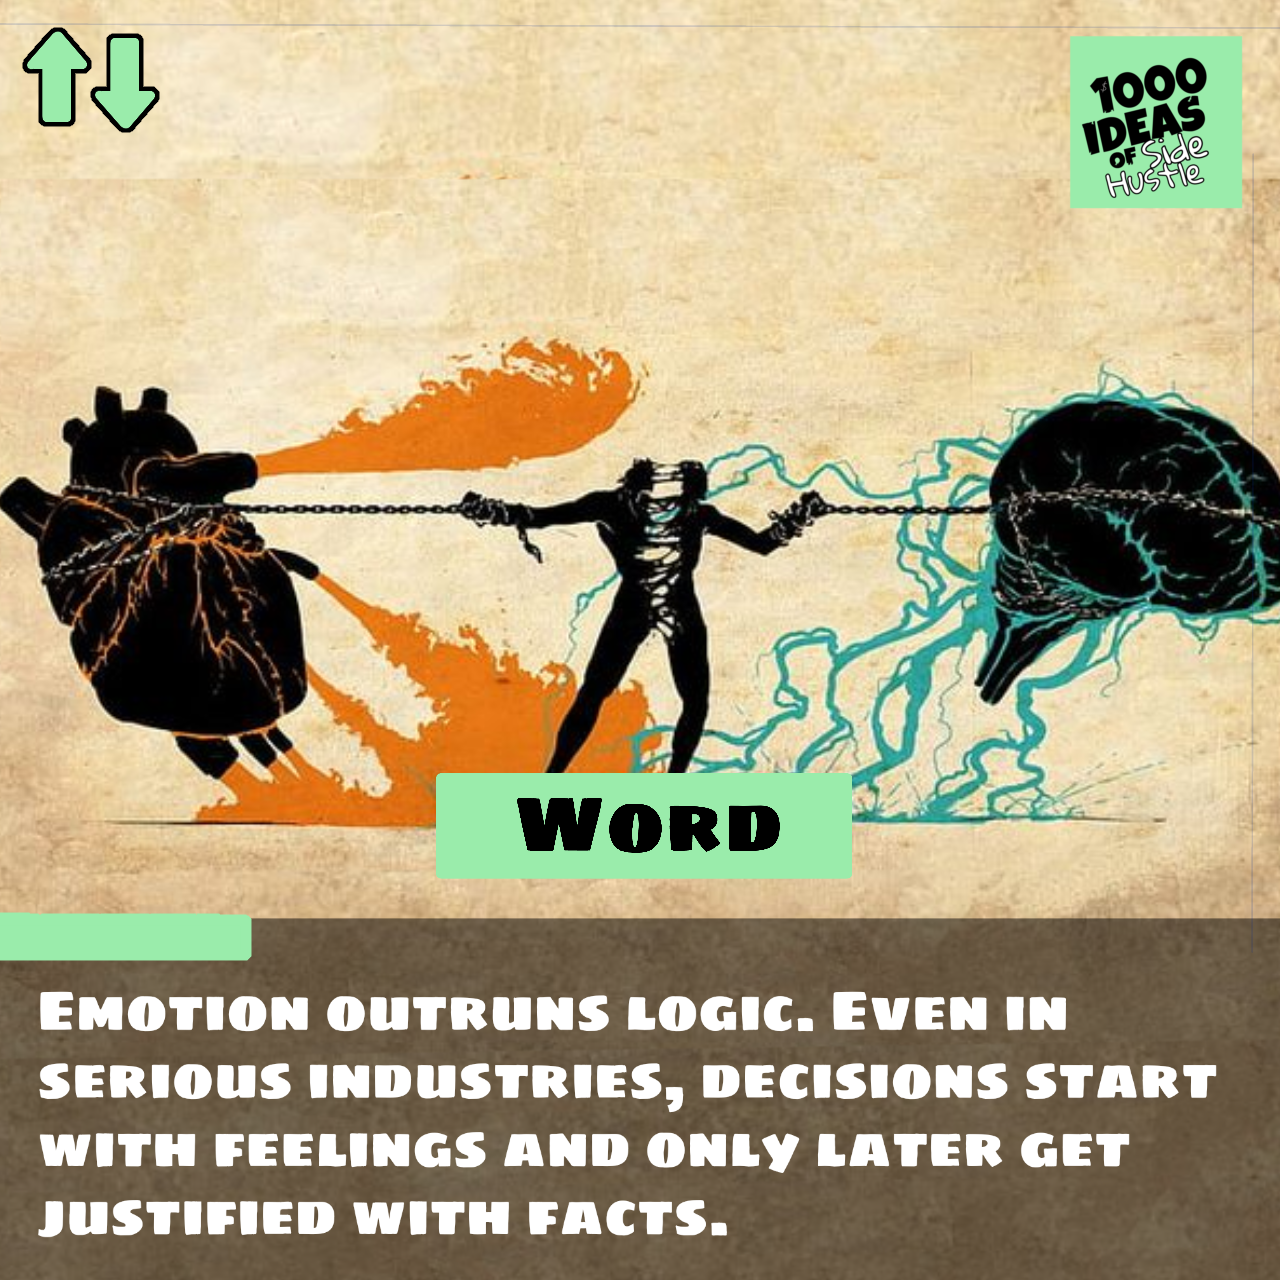 1000
IDEAS
OF Side
Hustle
WORD
EMOTION OUTRUNS LOGIC. EVEN IN
SERIOUS INDUSTRIES, DECISIONS START
WITH FEELINGS AND ONLY LATER GET
JUSTIFIED WITH FACTS.